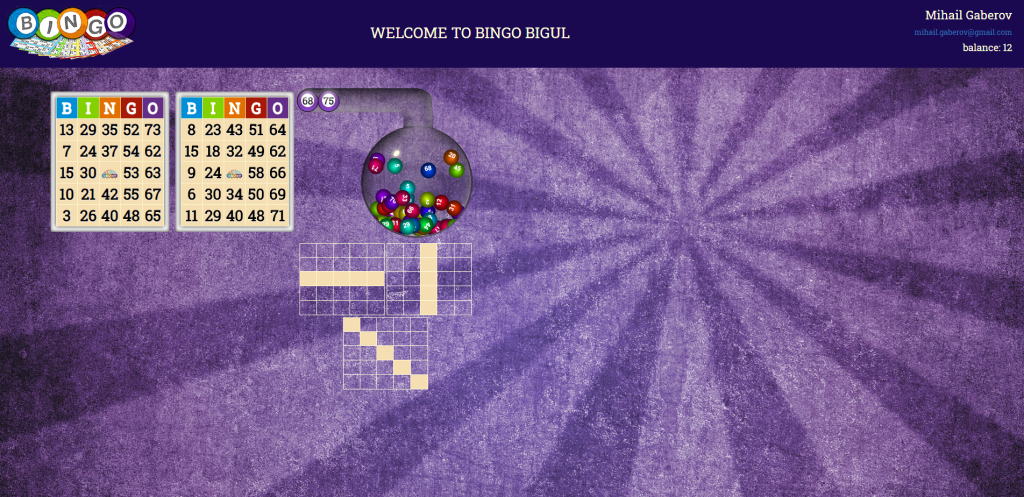 BINGO
WELCOME TO BINGO BIGUL
Mihail Gaberov
mihail.gaberov@gmail.com
balance: 12
B I N G O
13 29 35 52 73
7 24 37 54 62
15 30 53 63
10 21 42 55 67
3 26 40 48 65
B I N G O
8 23 43 51 64
15 18 32 49 62
9 24 58 66
6 30 34 50 69
11 29 40 48 71
68 75